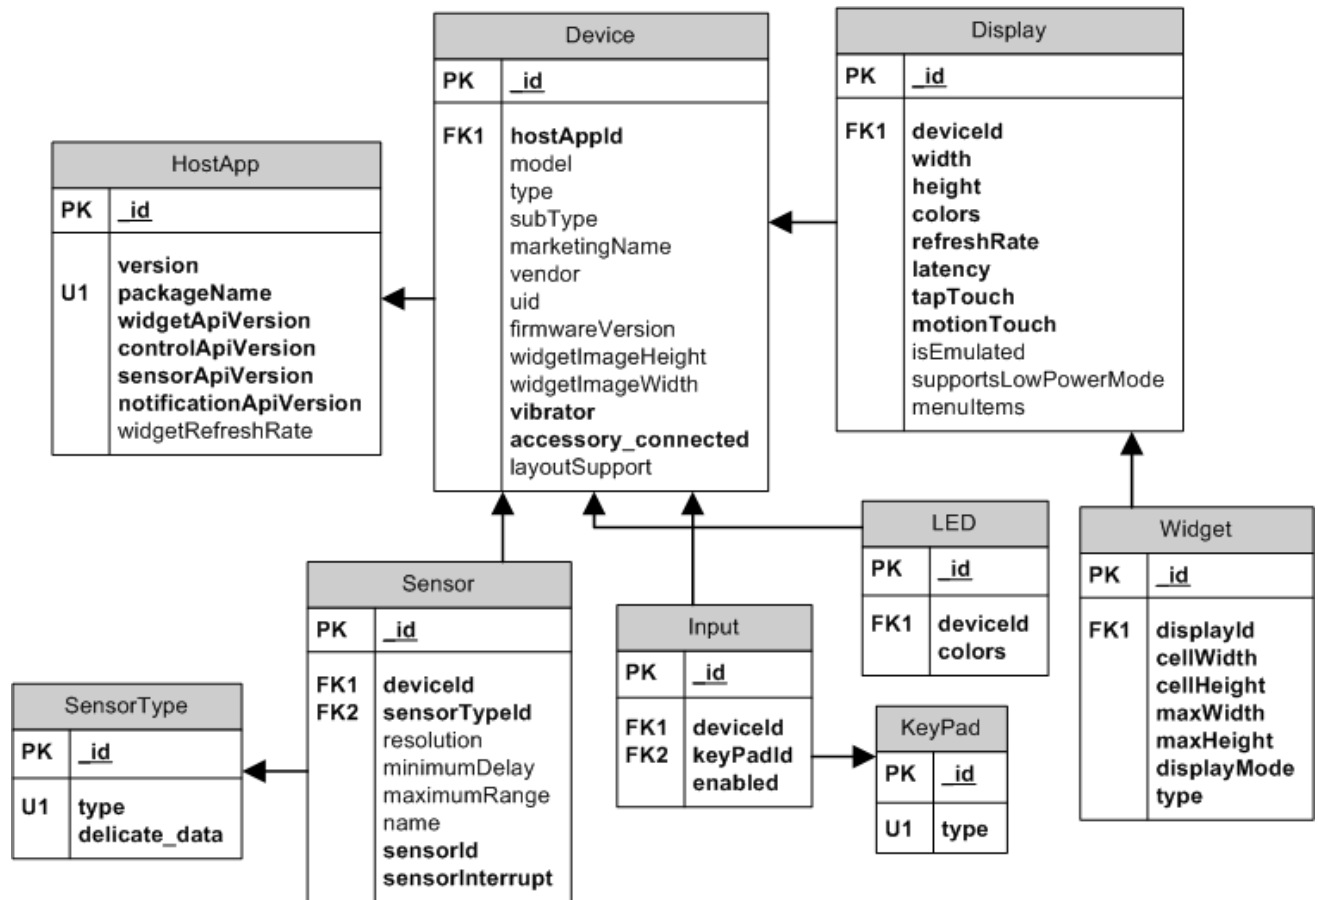 Device
PK _id
FK1 hostAppId
model
type
subType
marketingName
vendor
uid
firmwareVersion
widgetImageHeight
widgetImageWidth
vibrator
accessory_connected
layoutSupport
Display
PK _id
FK1 deviceId
width
height
colors
refreshRate
latency
tapTouch
motionTouch
isEmulated
supportsLowPowerMode
menuItems
HostApp
PK _id
version
U1 packageName
widgetApiVersion
controlApiVersion
sensorApiVersion
notificationApiVersion
widgetRefreshRate
LED
PK _id
FK1 deviceId
colors
Widget
PK _id
FK1 displayId
cellWidth
cellHeight
maxWidth
maxHeight
displayMode
type
Sensor
PK _id
FK1 deviceId
FK2 sensorTypeId
resolution
minimumDelay
maximumRange
name
sensorId
sensorInterrupt
Input
PK _id
FK1 deviceId
FK2 keyPadId
enabled
SensorType
PK _id
U1 type
delicate_data
KeyPad
PK _id
U1 type